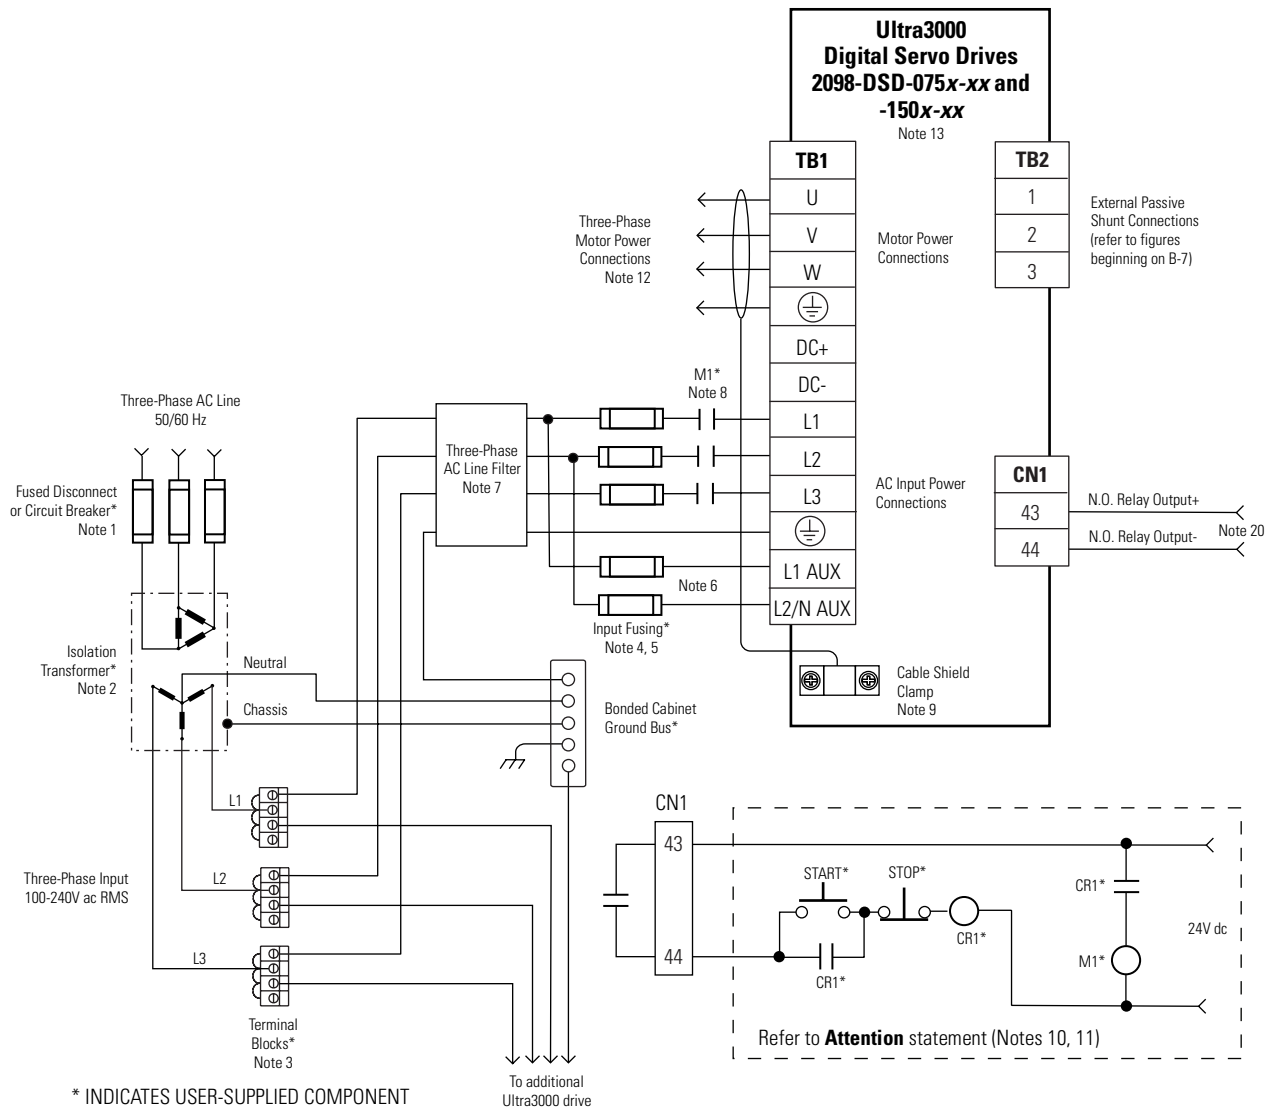 Ultra3000
Digital Servo Drives
2098-DSD-075x-xx and
-150x-xx
Note 13
TB1
U
V
W
DC+
DC-
L1
L2
L3
L1 AUX
L2/N AUX
TB2
1
2
3
External Passive
Shunt Connections
(refer to figures
beginning on B-7)
Three-Phase
Motor Power
Connections
Note 12
Motor Power
Connections
M1*
Note 8
Three-Phase AC Line
50/60 Hz
Three-Phase
AC Line Filter
Note 7
AC Input Power
Connections
CN1
43
44
N.O. Relay Output+
N.O. Relay Output-
Note 20
Fused Disconnect
or Circuit Breaker*
Note 1
Note 6
Input Fusing*
Note 4, 5
Isolation
Transformer*
Note 2
Neutral
Chassis
Bonded Cabinet
Ground Bus*
Cable Shield
Clamp
Note 9
L1
L2
L3
Three-Phase Input
100-240V ac RMS
Terminal
Blocks*
Note 3
To additional
Ultra3000 drive
CN1
43
44
START*
STOP*
CR1*
CR1*
CR1*
M1*
24V dc
Refer to Attention statement (Notes 10, 11)
* INDICATES USER-SUPPLIED COMPONENT